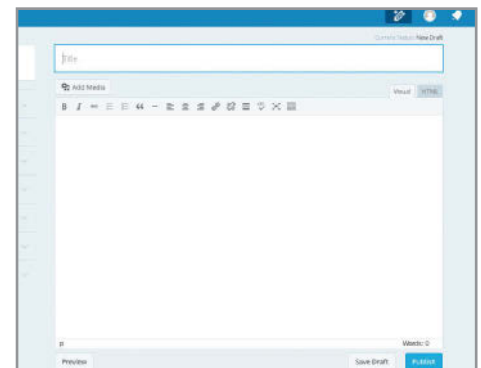 Current Status: New Draft
Title
Add Media
Visual HTML
B I
p Words: 0
Preview Save Draft Publish